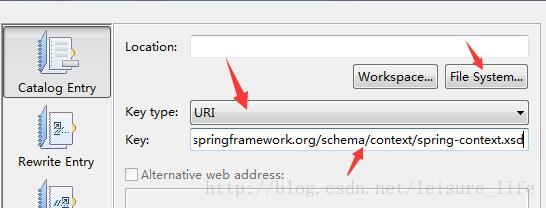 Location:
Workspace... File System...
Catalog Entry
Key type: URI
Key: springframework.org/schema/context/spring-context.xsd
Rewrite Entry
Alternative web address:
http://blog.csdn.net/leisure_life